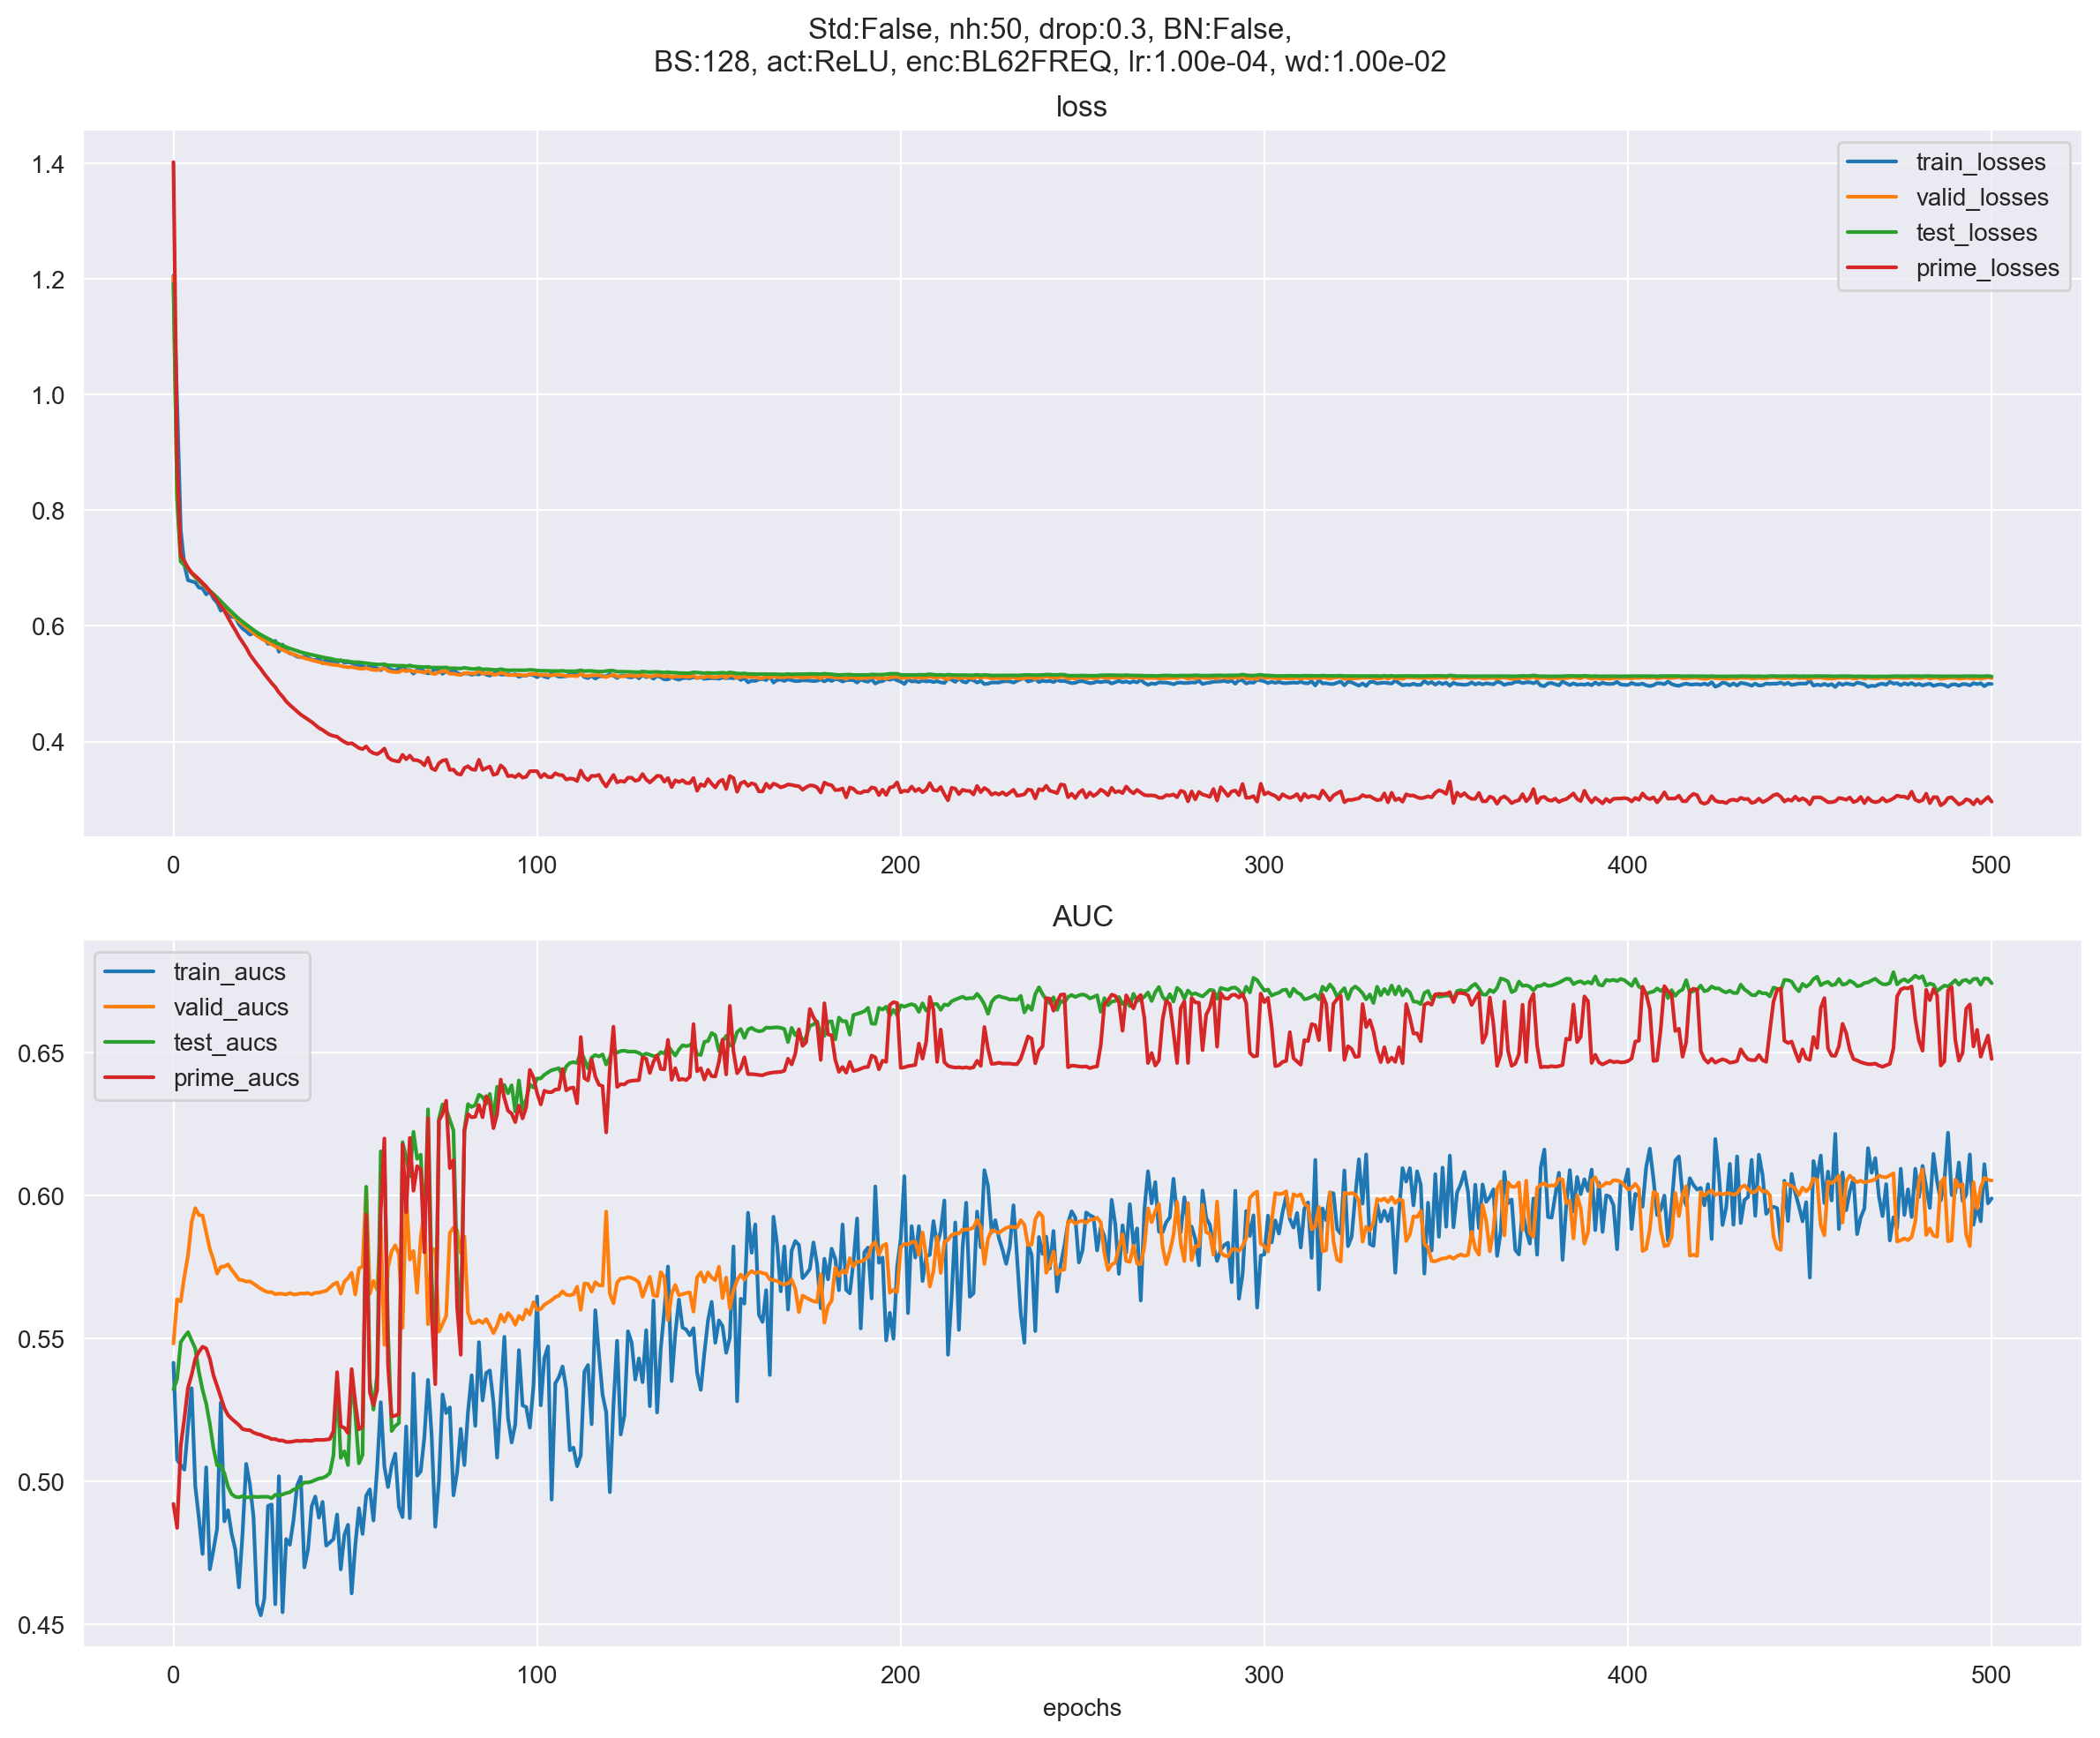 Std:False, nh:50, drop:0.3, BN:False,
BS:128, act:ReLU, enc:BL62FREQ, lr:1.00e-04, wd:1.00e-02
loss
1.4
1.2
1.0
0.8
0.6
0.4
train_losses
valid_losses
test_losses
prime_losses
0 100 200 300 400 500
AUC
train_aucs
valid_aucs
test_aucs
prime_aucs
0.65
0.60
0.55
0.50
0.45
0 100 200 300 400 500
epochs